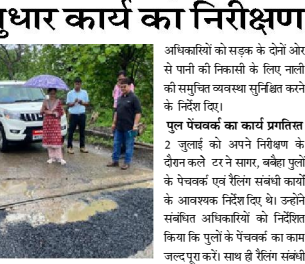 ुधार कार्य का निरीक्षण
अधिकारियों को सड़क के दोनों ओर
से पानी की निकासी के लिए नाली
की समुचित व्यवस्था सुनिश्चित करने
के निर्देश दिए।
पुल पेंचवर्क का कार्य प्रगतिरत
2 जुलाई को अपने निरीक्षण के
दौरान कले टर ने सागर, बबैहा पुलों
के पेचवर्क एवं रैलिंग संबंधी कार्यो
के आवश्यक निर्देश दिए थे। उन्होंने
संबधित अधिकारियों को निर्देशित
किया कि पुलों के पेंचवर्क का काम
जल्द पूरा करें। साथ ही रैलिंग संबंधी